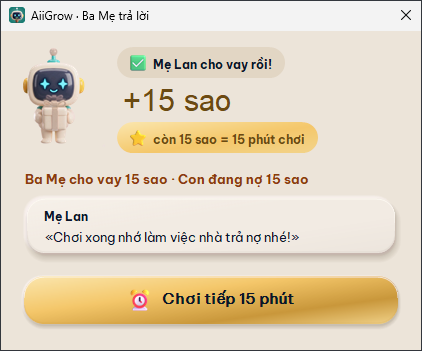 AiiGrow · Ba Mẹ trả lời
Mẹ Lan cho vay rồi!
+15 sao
còn 15 sao = 15 phút chơi
Ba Mẹ cho vay 15 sao · Con đang nợ 15 sao
Mẹ Lan
«Chơi xong nhớ làm việc nhà trả nợ nhé!»
Chơi tiếp 15 phút